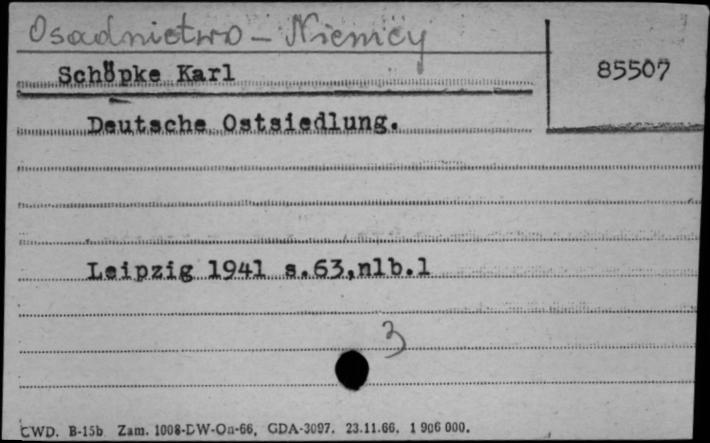 Osadnictwo - Niemcy
Schöpke Karl
85507
Deutsche Ostsiedlung.
Leipzig 1941 s.63,nlb.1
3
CWD. B-15b Zam. 1008-DW-On-66, GDA-3097. 23.11.66. 1 906 000.